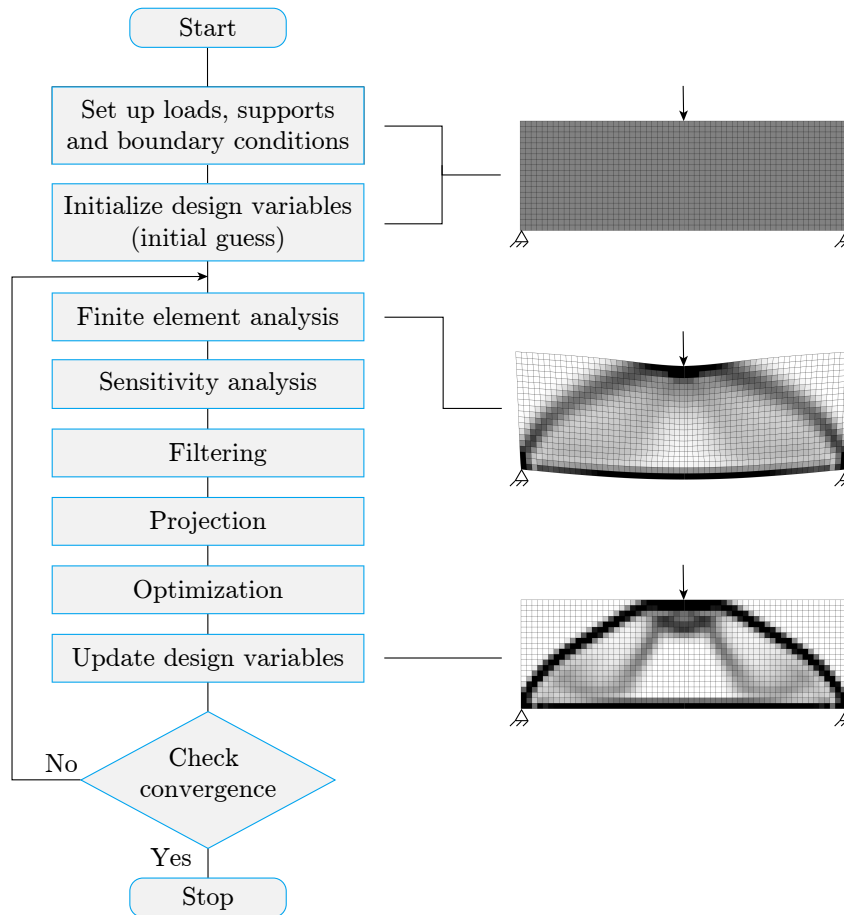 Start
Set up loads, supports
and boundary conditions
Initialize design variables
(initial guess)
Finite element analysis
Sensitivity analysis
Filtering
Projection
Optimization
Update design variables
Check
convergence
No
Yes
Stop